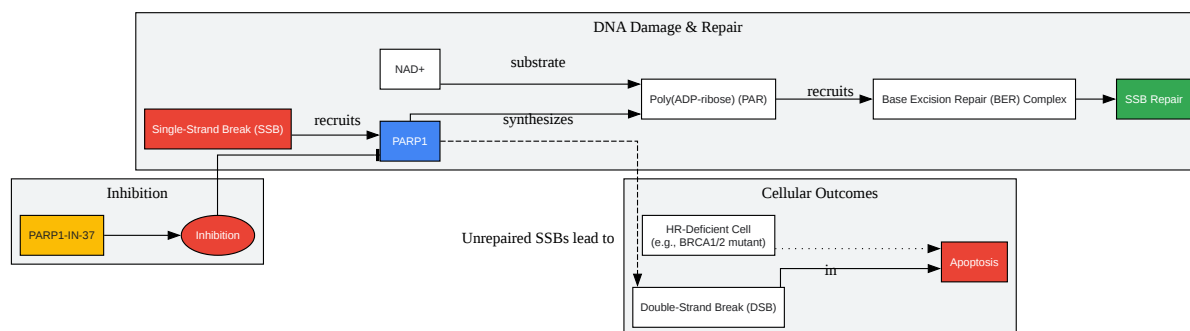 DNA Damage & Repair
NAD+
substrate
Poly(ADP-ribose) (PAR)
recruits
Base Excision Repair (BER) Complex
SSB Repair
Single-Strand Break (SSB)
recruits
PARP1
synthesizes
Inhibition
PARP1-IN-37
Inhibition
Unrepaired SSBs lead to
Cellular Outcomes
HR-Deficient Cell
(e.g., BRCA1/2 mutant)
Apoptosis
in
Double-Strand Break (DSB)